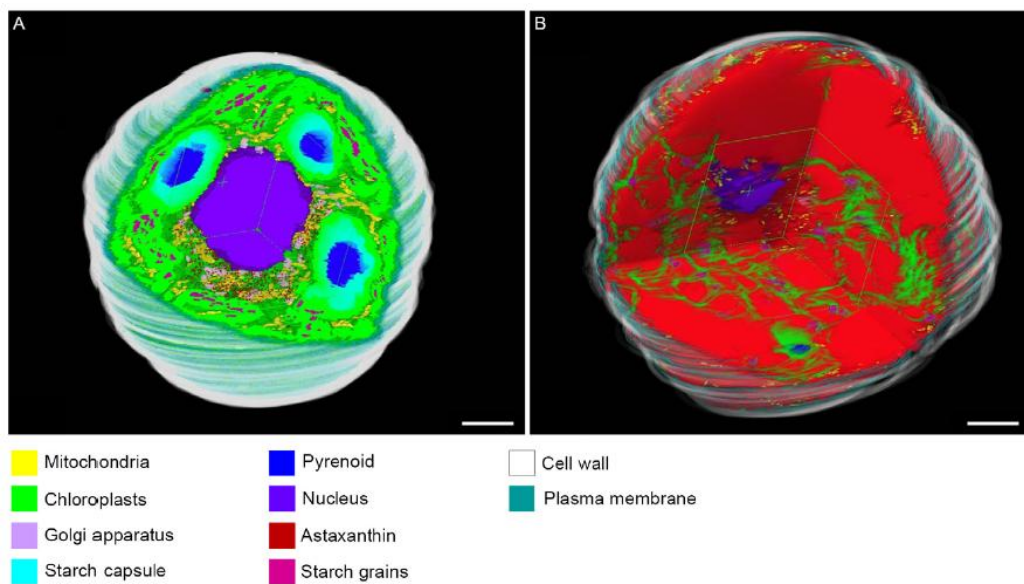 A
B
Mitochondria
Pyrenoid
Cell wall
Chloroplasts
Nucleus
Plasma membrane
Golgi apparatus
Astaxanthin
Starch capsule
Starch grains